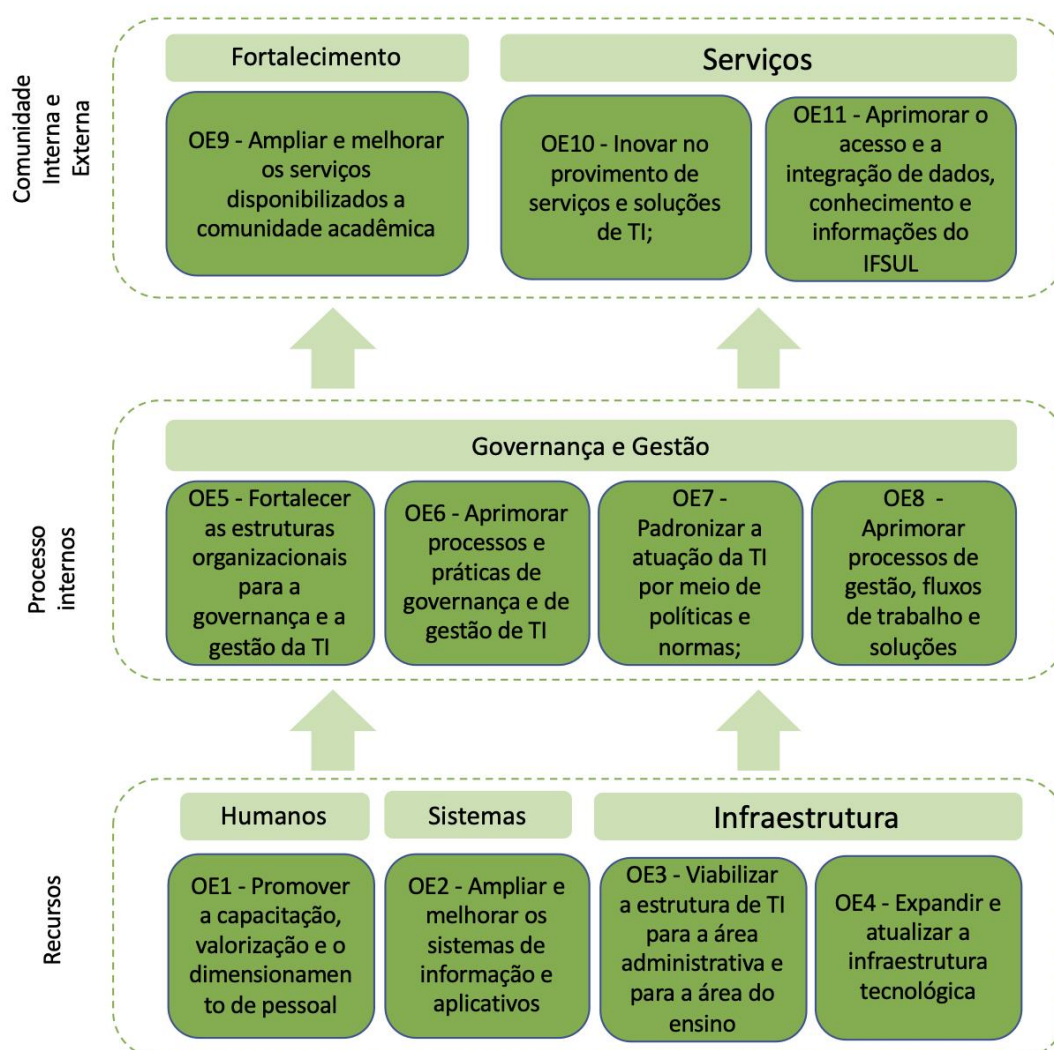 Comunidade
Interna e
Externa
Fortalecimento
OE9 - Ampliar e melhorar
os serviços
disponibilizados a
comunidade acadêmica
Serviços
OE10 - Inovar no
provimento de
serviços e soluções
de TI;
OE11 - Aprimorar o
acesso e a
integração de dados,
conhecimento e
informações do
IFSUL
Processo
internos
Governança e Gestão
OE5 - Fortalecer
as estruturas
organizacionais
para a
governança e a
gestão da TI
OE6 - Aprimorar
processos e
práticas de
governança e de
gestão de TI
OE7 -
Padronizar a
atuação da TI
por meio de
políticas e
normas;
OE8 -
Aprimorar
processos de
gestão, fluxos
de trabalho e
soluções
Recursos
Humanos
OE1 - Promover
a capacitação,
valorização e o
dimensionamen
to de pessoal
Sistemas
OE2 - Ampliar e
melhorar os
sistemas de
informação e
aplicativos
Infraestrutura
OE3 - Viabilizar
a estrutura de TI
para a área
administrativa e
para a área do
ensino
OE4 - Expandir e
atualizar a
infraestrutura
tecnológica